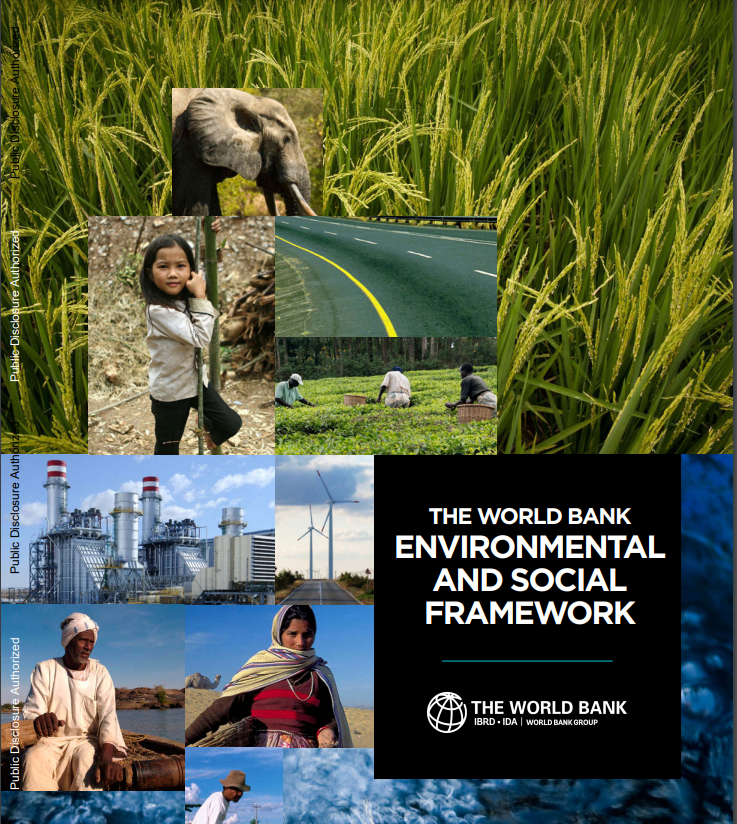 Public Disclosure Authorized
Public Disclosure Authorized
Public Disclosure Authorized
Public Disclosure Authorized
THE WORLD BANK
ENVIRONMENTAL
AND SOCIAL
FRAMEWORK
THE WORLD BANK
IBRD • IDA | WORLD BANK GROUP